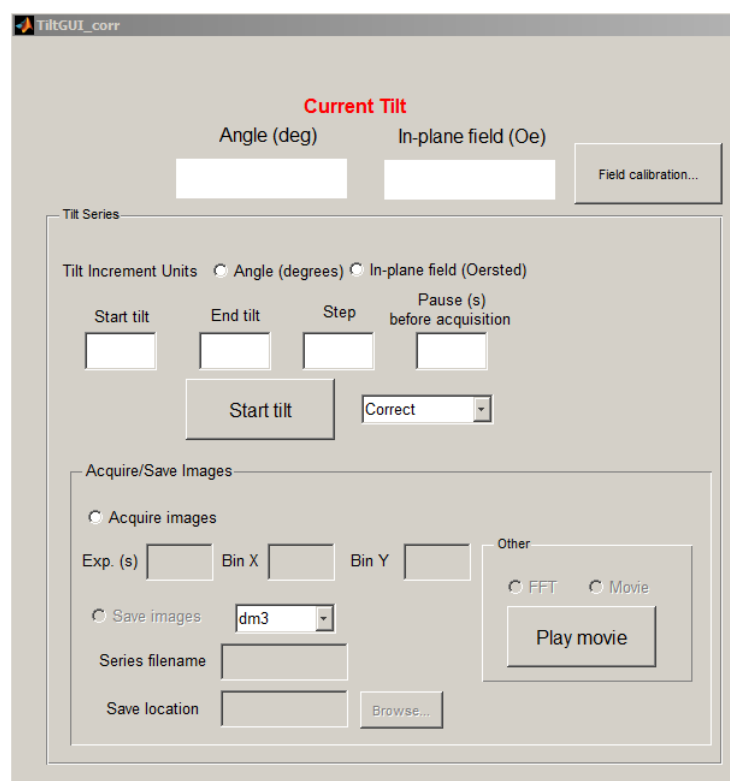 TiltGUI_corr
Current Tilt
Angle (deg) In-plane field (Oe)
Field calibration...
Tilt Series
Tilt Increment Units Angle (degrees) In-plane field (Oersted)
Start tilt End tilt Step Pause (s)
before acquisition
Start tilt Correct
Acquire/Save Images
Acquire images
Exp. (s) Bin X Bin Y
Other
FFT Movie
Save images dm3
Play movie
Series filename
Save location Browse...